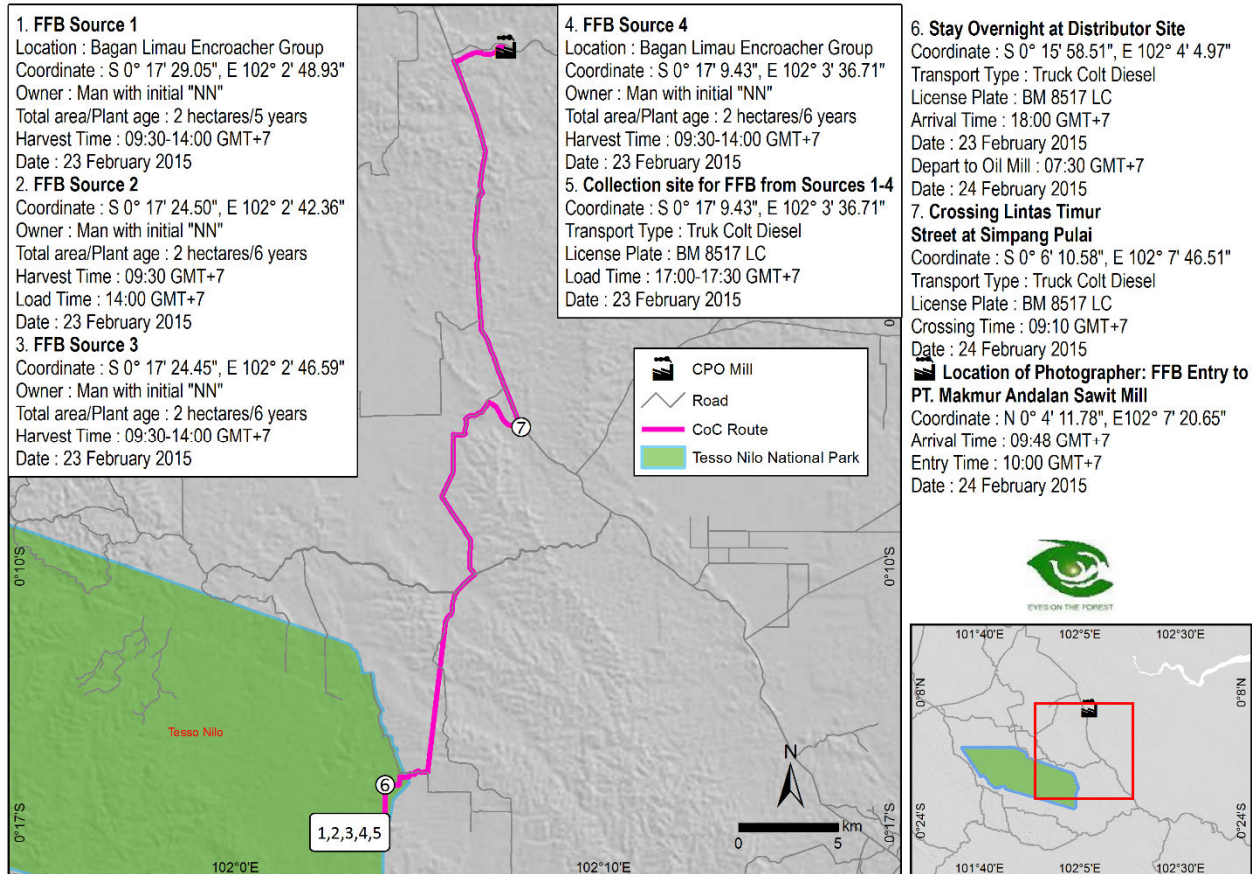 1. FFB Source 1
Location : Bagan Limau Encroacher Group
Coordinate : S 0° 17' 29.05", E 102° 2' 48.93"
Owner : Man with initial "NN"
Total area/Plant age : 2 hectares/5 years
Harvest Time : 09:30-14:00 GMT+7
Date : 23 February 2015
2. FFB Source 2
Coordinate : S 0° 17' 24.50", E 102° 2' 42.36"
Owner : Man with initial "NN"
Total area/Plant age : 2 hectares/6 years
Harvest Time : 09:30 GMT+7
Load Time : 14:00 GMT+7
Date : 23 February 2015
3. FFB Source 3
Coordinate : S 0° 17' 24.45", E 102° 2' 46.59"
Owner : Man with initial "NN"
Total area/Plant age : 2 hectares/6 years
Harvest Time : 09:30-14:00 GMT+7
Date : 23 February 2015
4. FFB Source 4
Location : Bagan Limau Encroacher Group
Coordinate : S 0° 17' 9.43", E 102° 3' 36.71"
Owner : Man with initial "NN"
Total area/Plant age : 2 hectares/6 years
Harvest Time : 09:30-14:00 GMT+7
Date : 23 February 2015
5. Collection site for FFB from Sources 1-4
Coordinate : S 0° 17' 9.43", E 102° 3' 36.71"
Transport Type : Truk Colt Diesel
License Plate : BM 8517 LC
Load Time : 17:00-17:30 GMT+7
Date : 23 February 2015
6. Stay Overnight at Distributor Site
Coordinate : S 0° 15' 58.51", E 102° 4' 4.97"
Transport Type : Truck Colt Diesel
License Plate : BM 8517 LC
Arrival Time : 18:00 GMT+7
Date : 23 February 2015
Depart to Oil Mill : 07:30 GMT+7
Date : 24 February 2015
7. Crossing Lintas Timur
Street at Simpang Pulai
Coordinate : S 0° 6' 10.58", E 102° 7' 46.51"
Transport Type : Truck Colt Diesel
License Plate : BM 8517 LC
Crossing Time : 09:10 GMT+7
Date : 24 February 2015
Location of Photographer: FFB Entry to
PT. Makmur Andalan Sawit Mill
Coordinate : N 0° 4' 11.78", E102° 7' 20.65"
Arrival Time : 09:48 GMT+7
Entry Time : 10:00 GMT+7
Date : 24 February 2015
CPO Mill
Road
CoC Route
Tesso Nilo National Park
7
6
1,2,3,4,5
Tesso Nilo
0°10'S
0°17'S
0°10'S
0°17'S
102°0'E
102°10'E
N
km
0
5
EYES ON THE FOREST
101°40'E
102°5'E
102°30'E
0°8'N
0°24'S
0°8'N
0°24'S
101°40'E
102°5'E
102°30'E